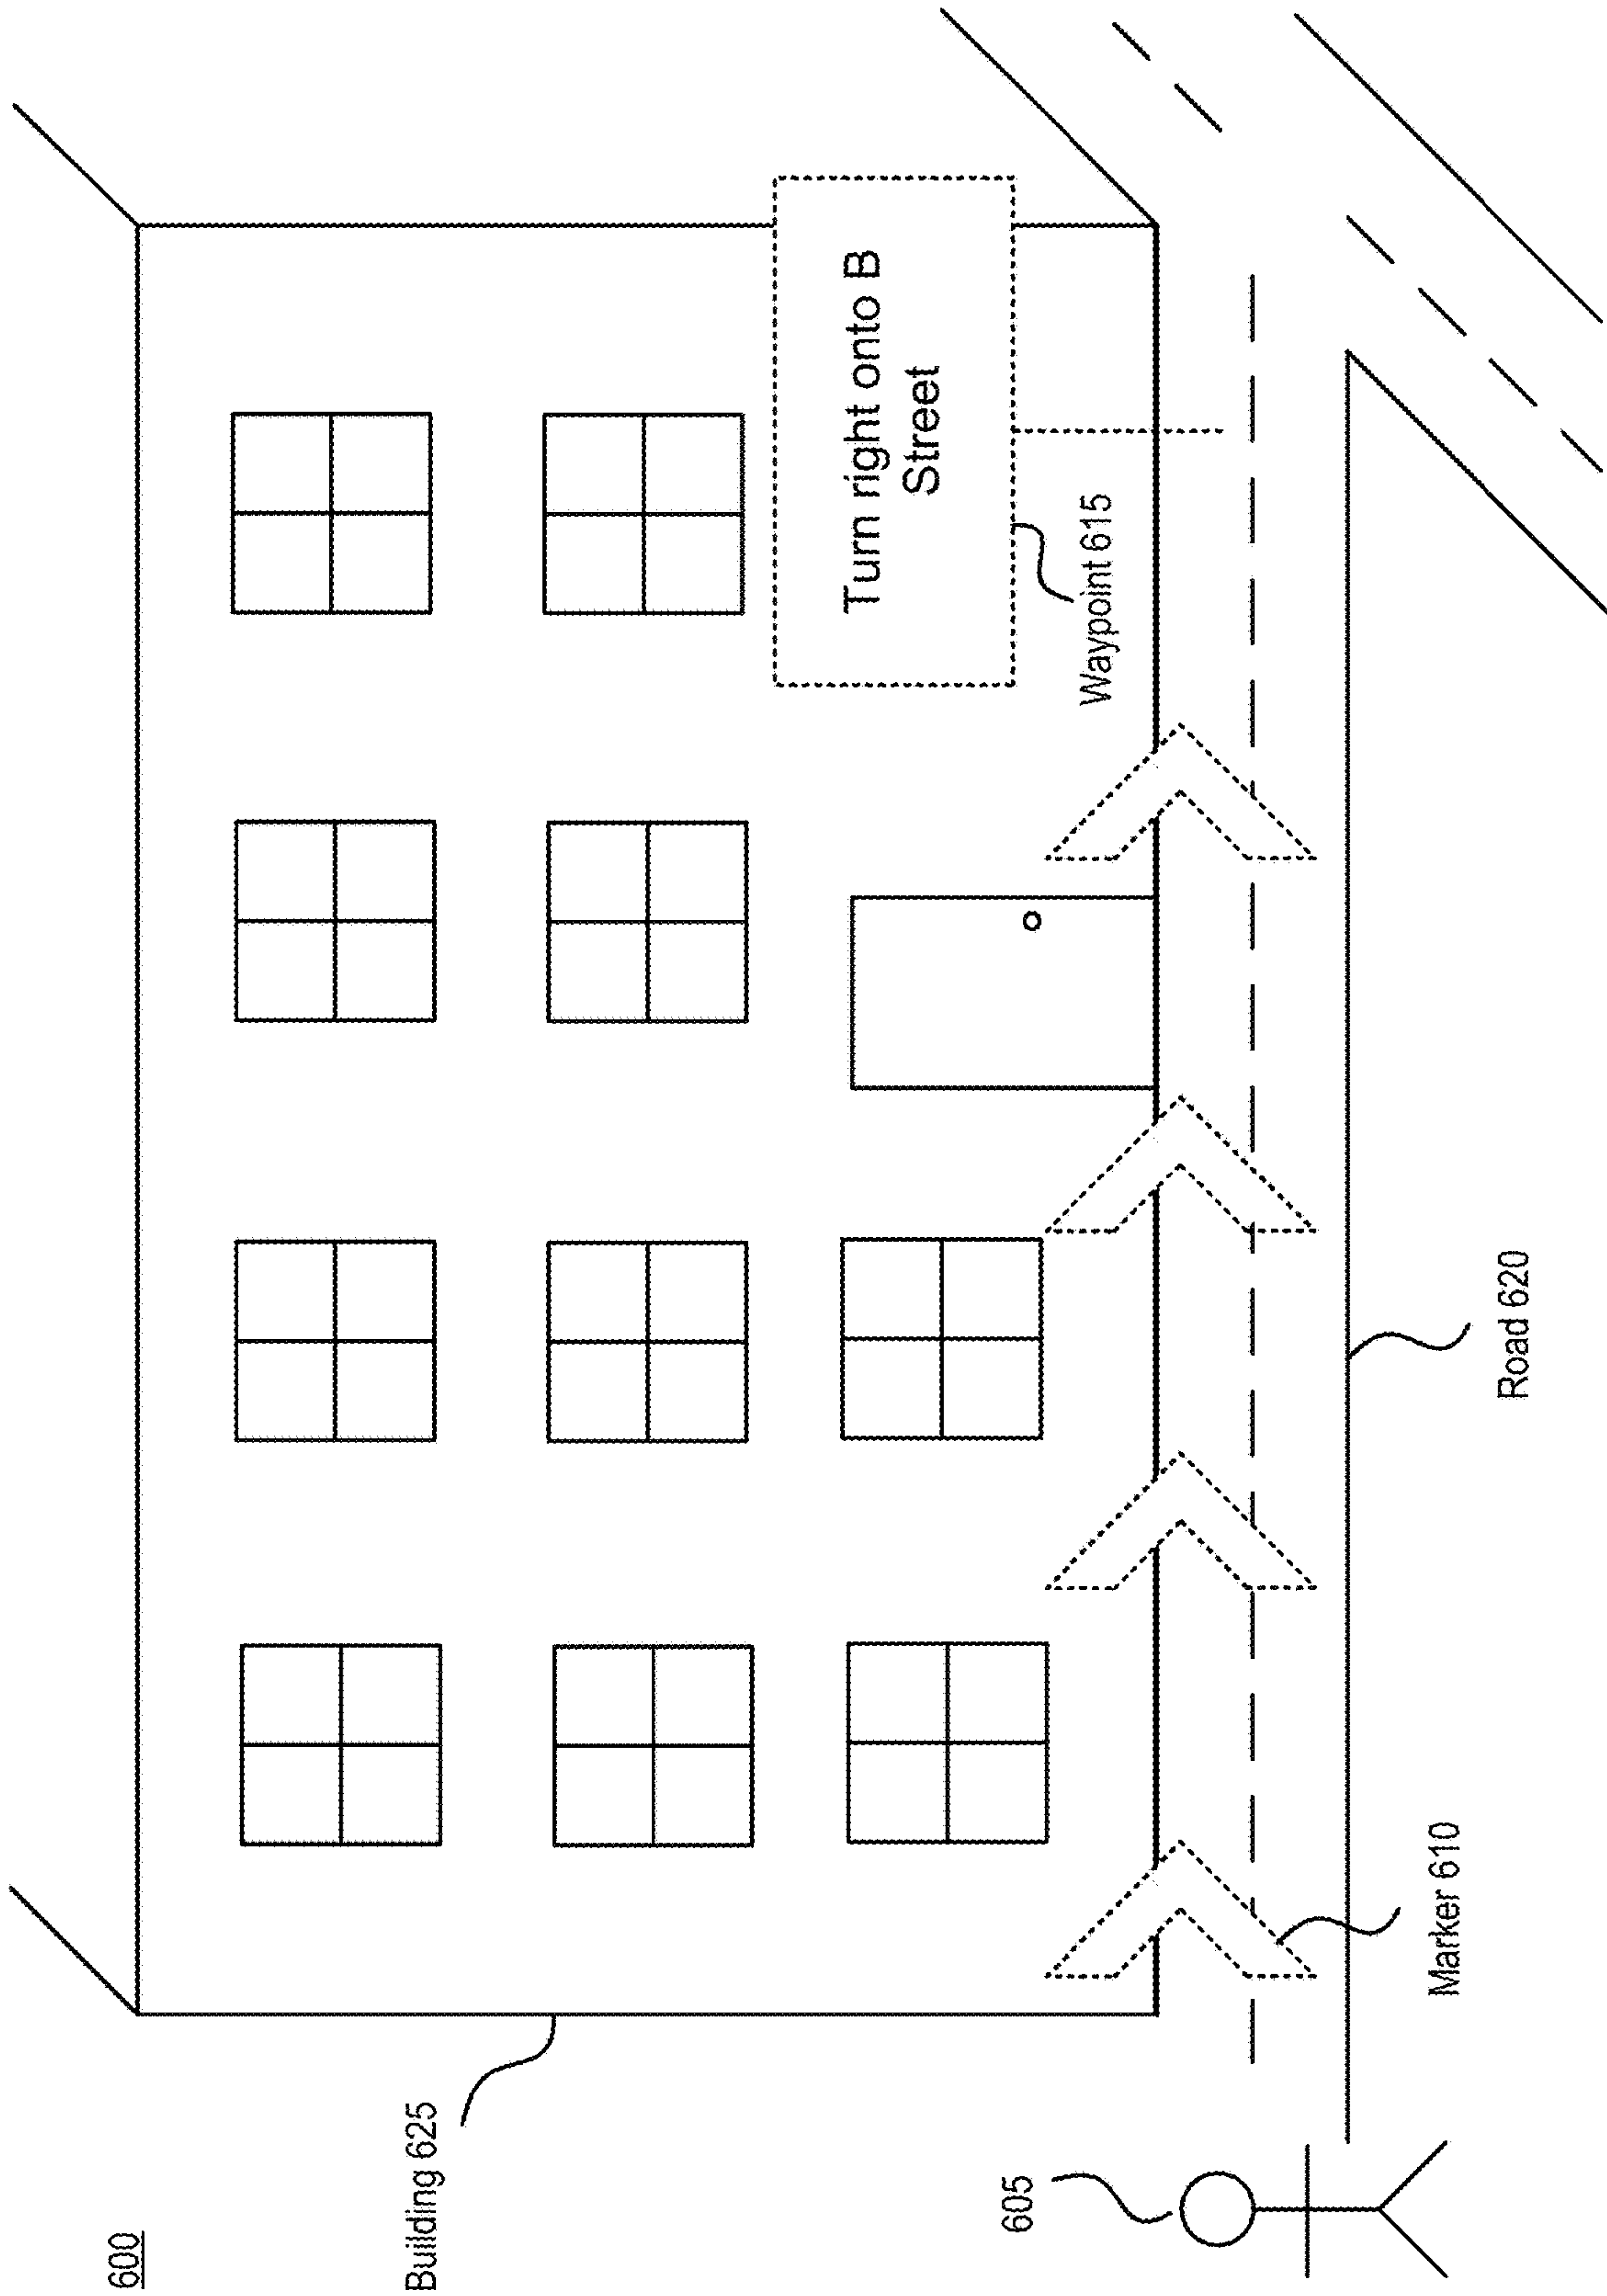 600
Building 625
Turn right onto B
Street
Waypoint 615
605
Marker 610
Road 620